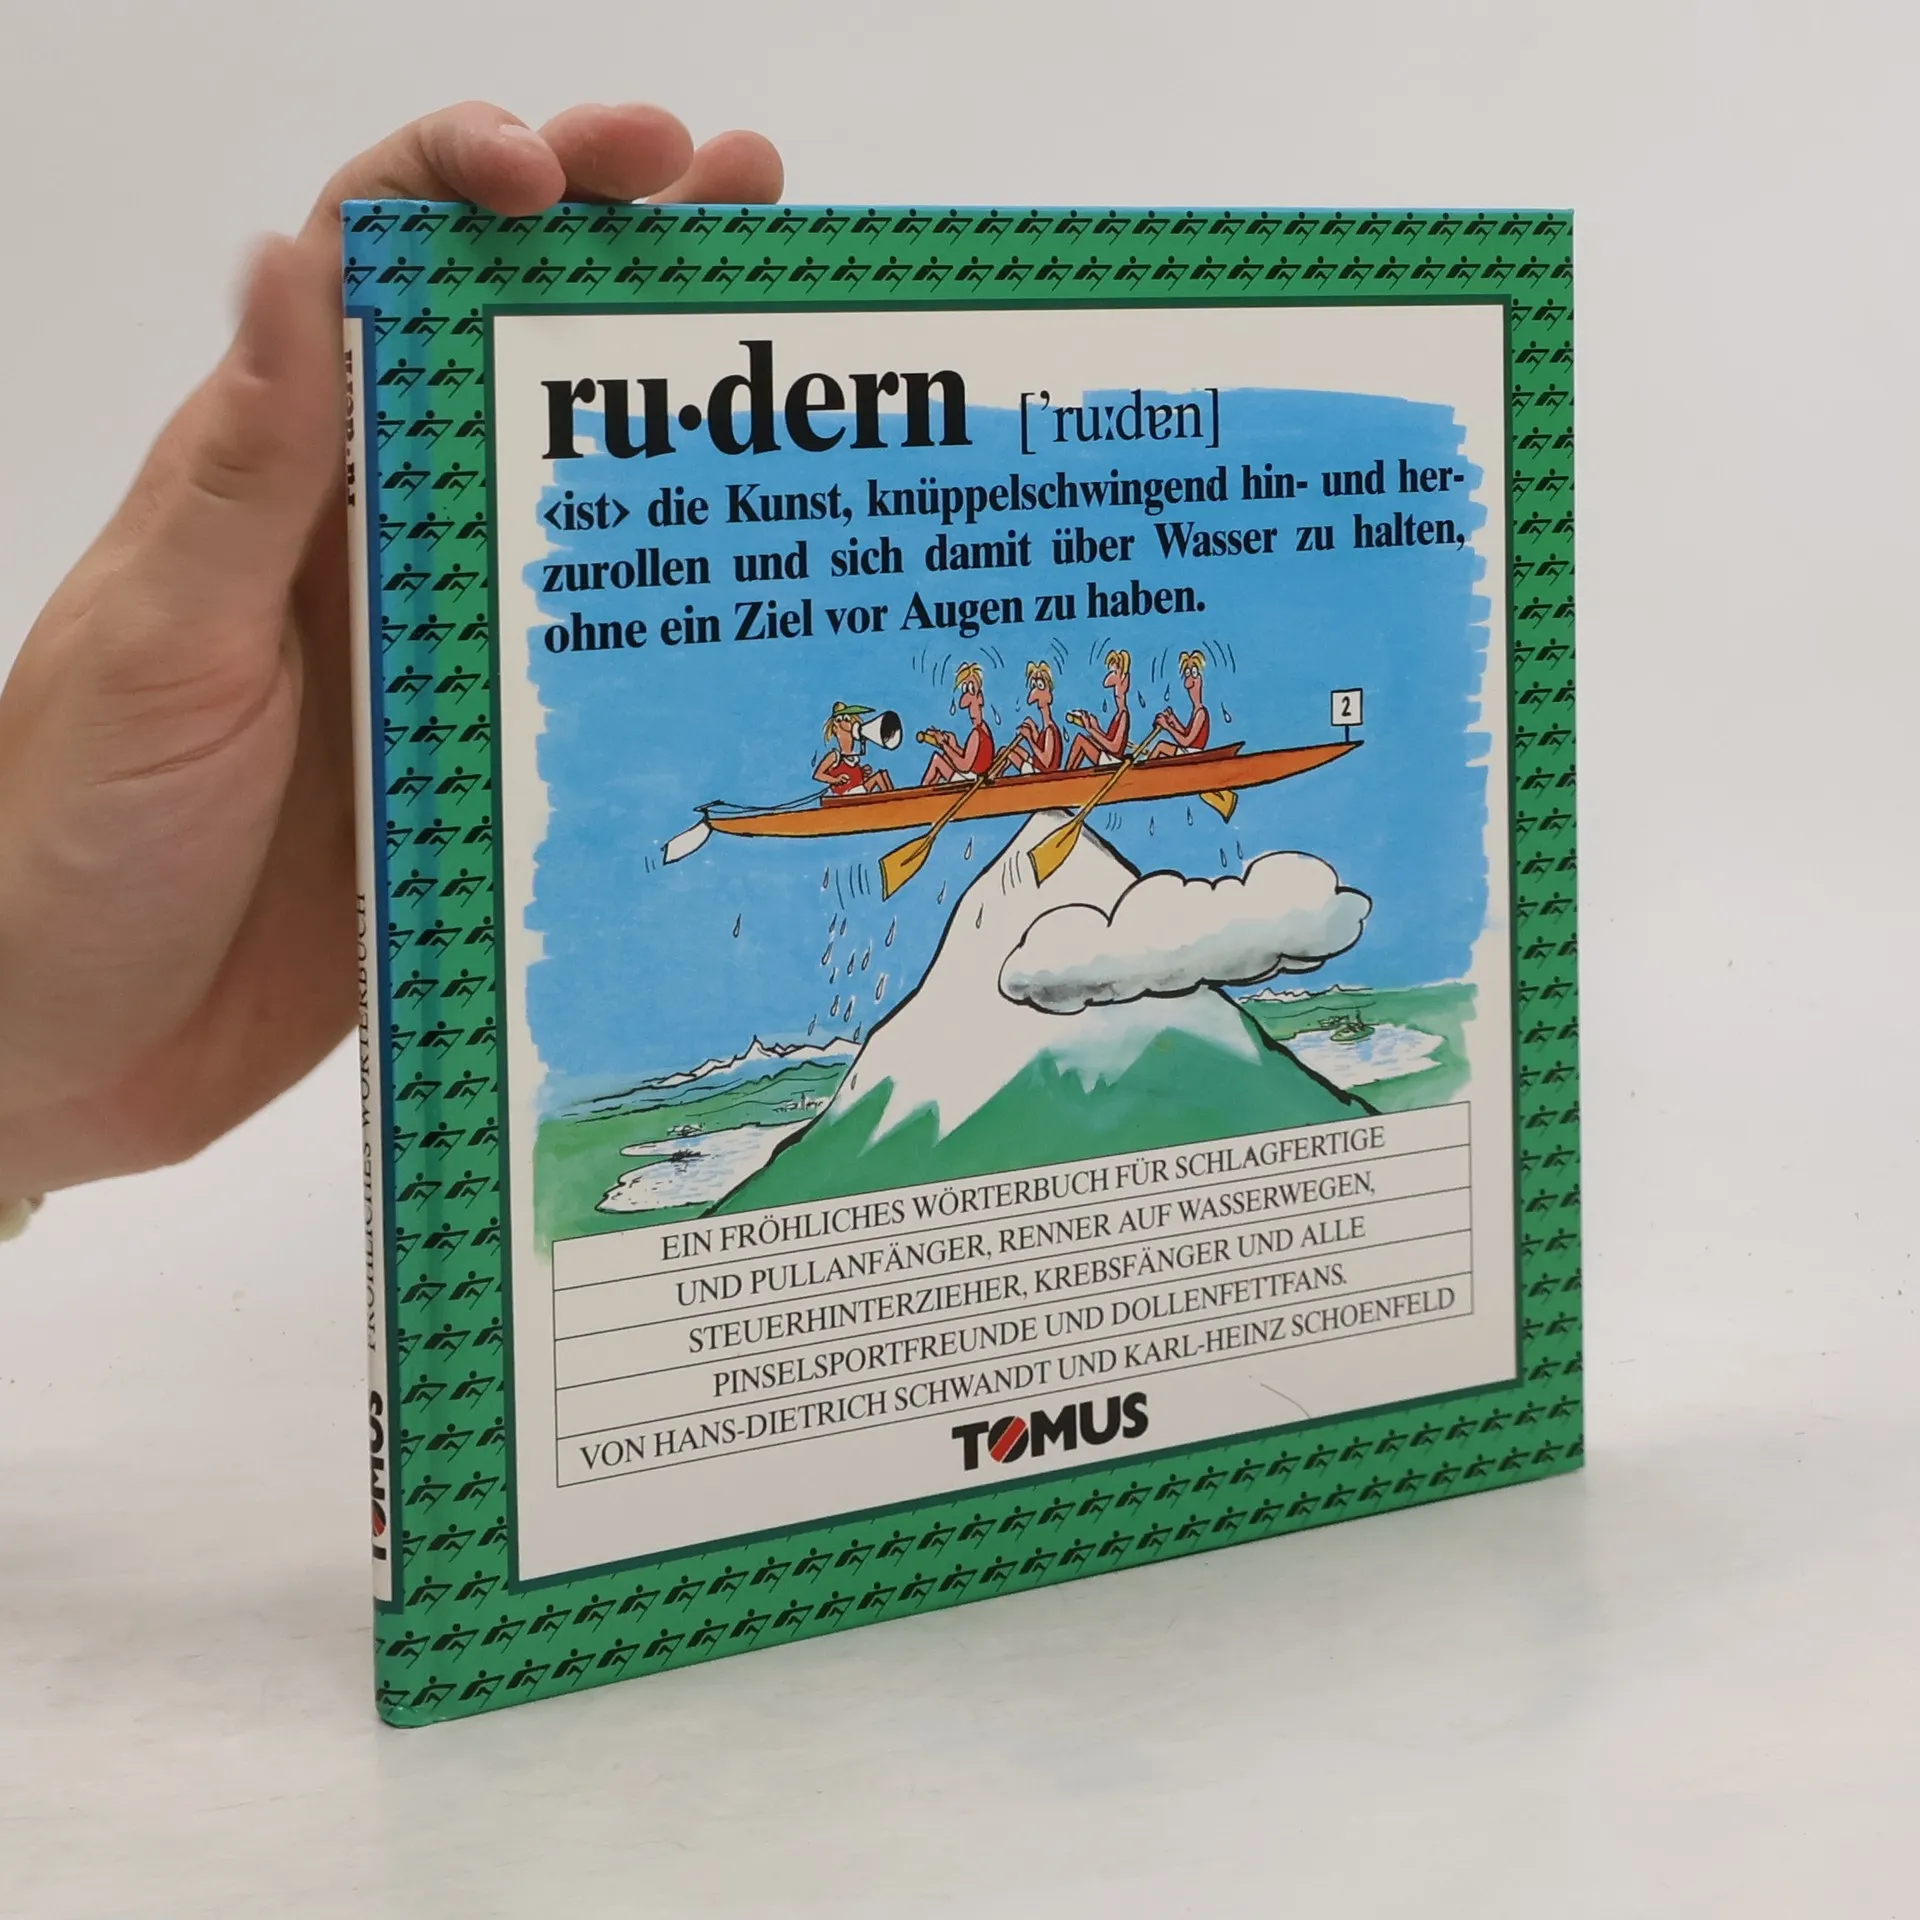 ru·dern ['ru:dɐn]
<ist> die Kunst, knüppelschwingend hin- und her-
zurollen und sich damit über Wasser zu halten,
ohne ein Ziel vor Augen zu haben.
2
EIN FRÖHLICHES WÖRTERBUCH FÜR SCHLAGFERTIGE
UND PULLANFÄNGER, RENNER AUF WASSERWEGEN,
STEUERHINTERZIEHER, KREBSFÄNGER UND ALLE
PINSELSPORTFREUNDE UND DOLLENFETTFANS.
VON HANS-DIETRICH SCHWANDT UND KARL-HEINZ SCHOENFELD
TOMUS
ru·dern
FRÖHLICHES WÖRTERBUCH
TOMUS